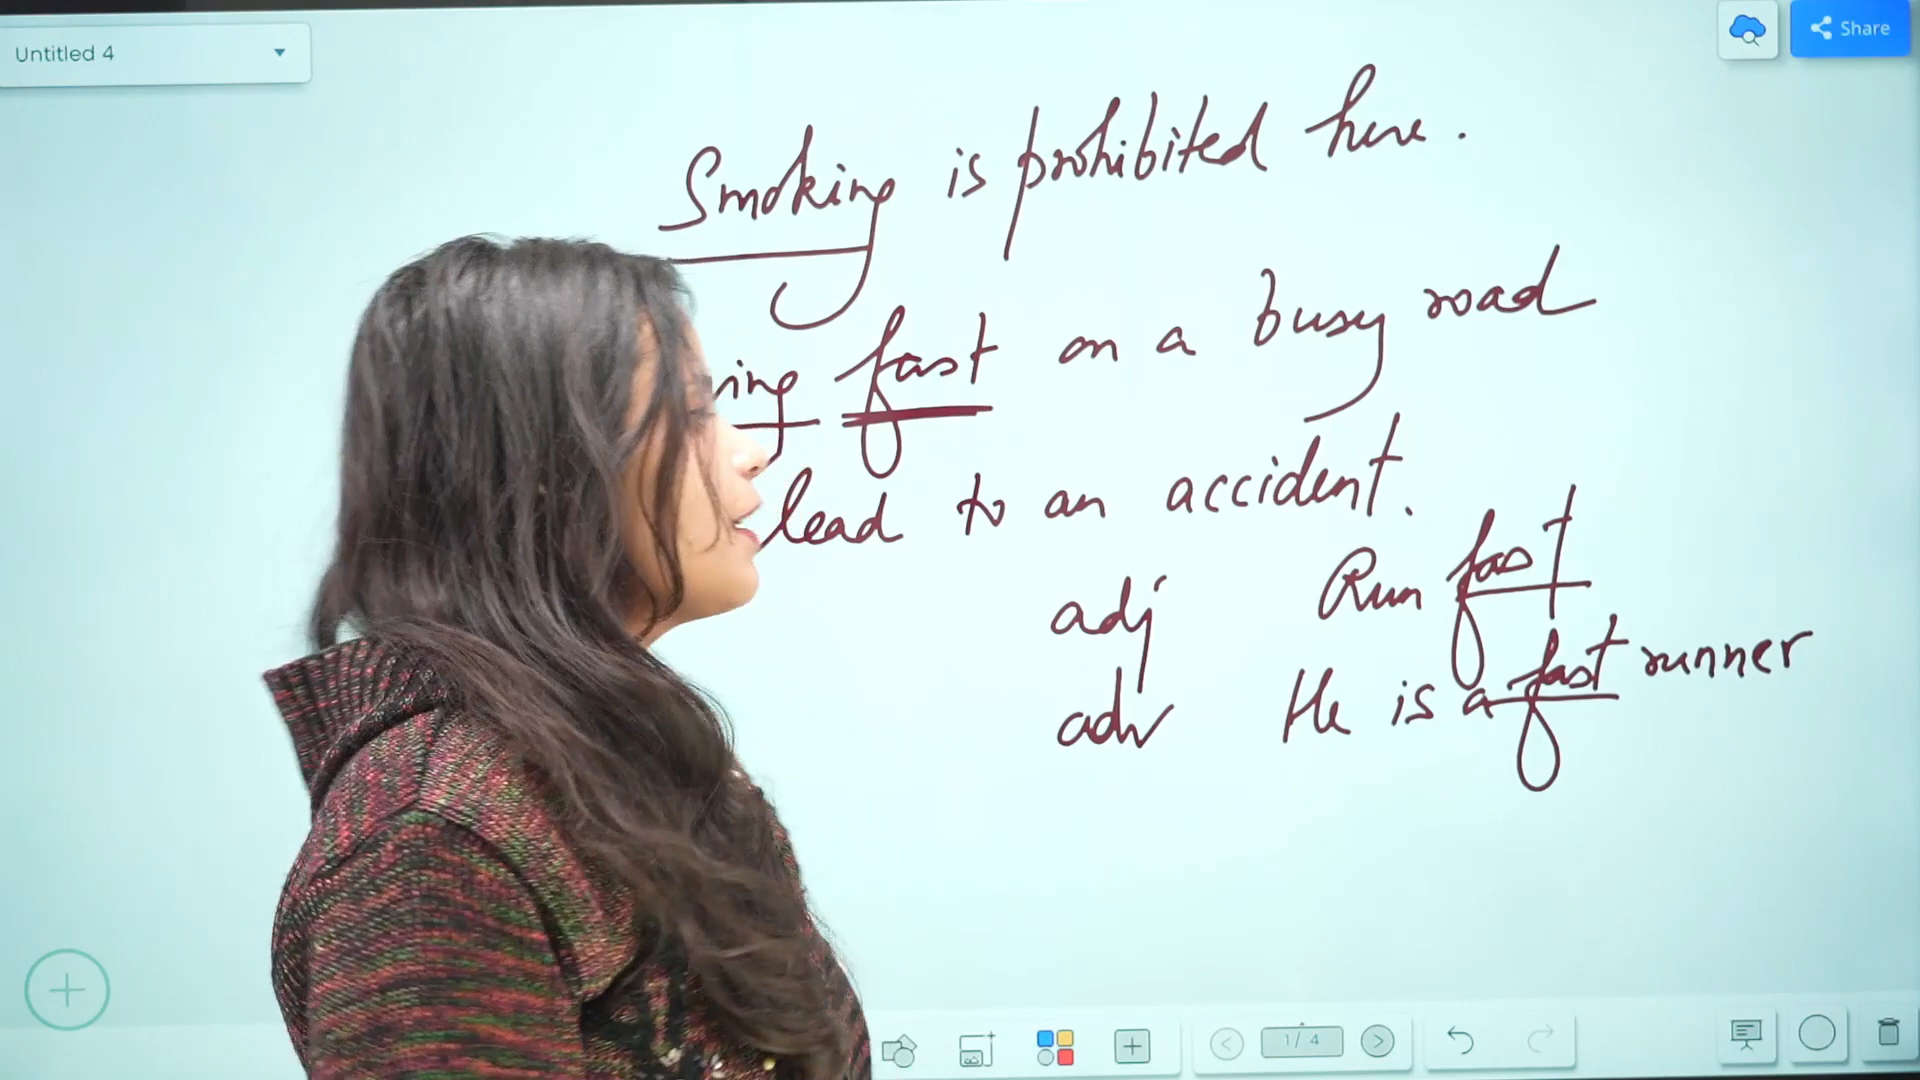 Untitled 4
Share
Smoking is prohibited here.
fast on a busy road
lead to an accident.
adj Run fast
adv He is a fast runner
1/4